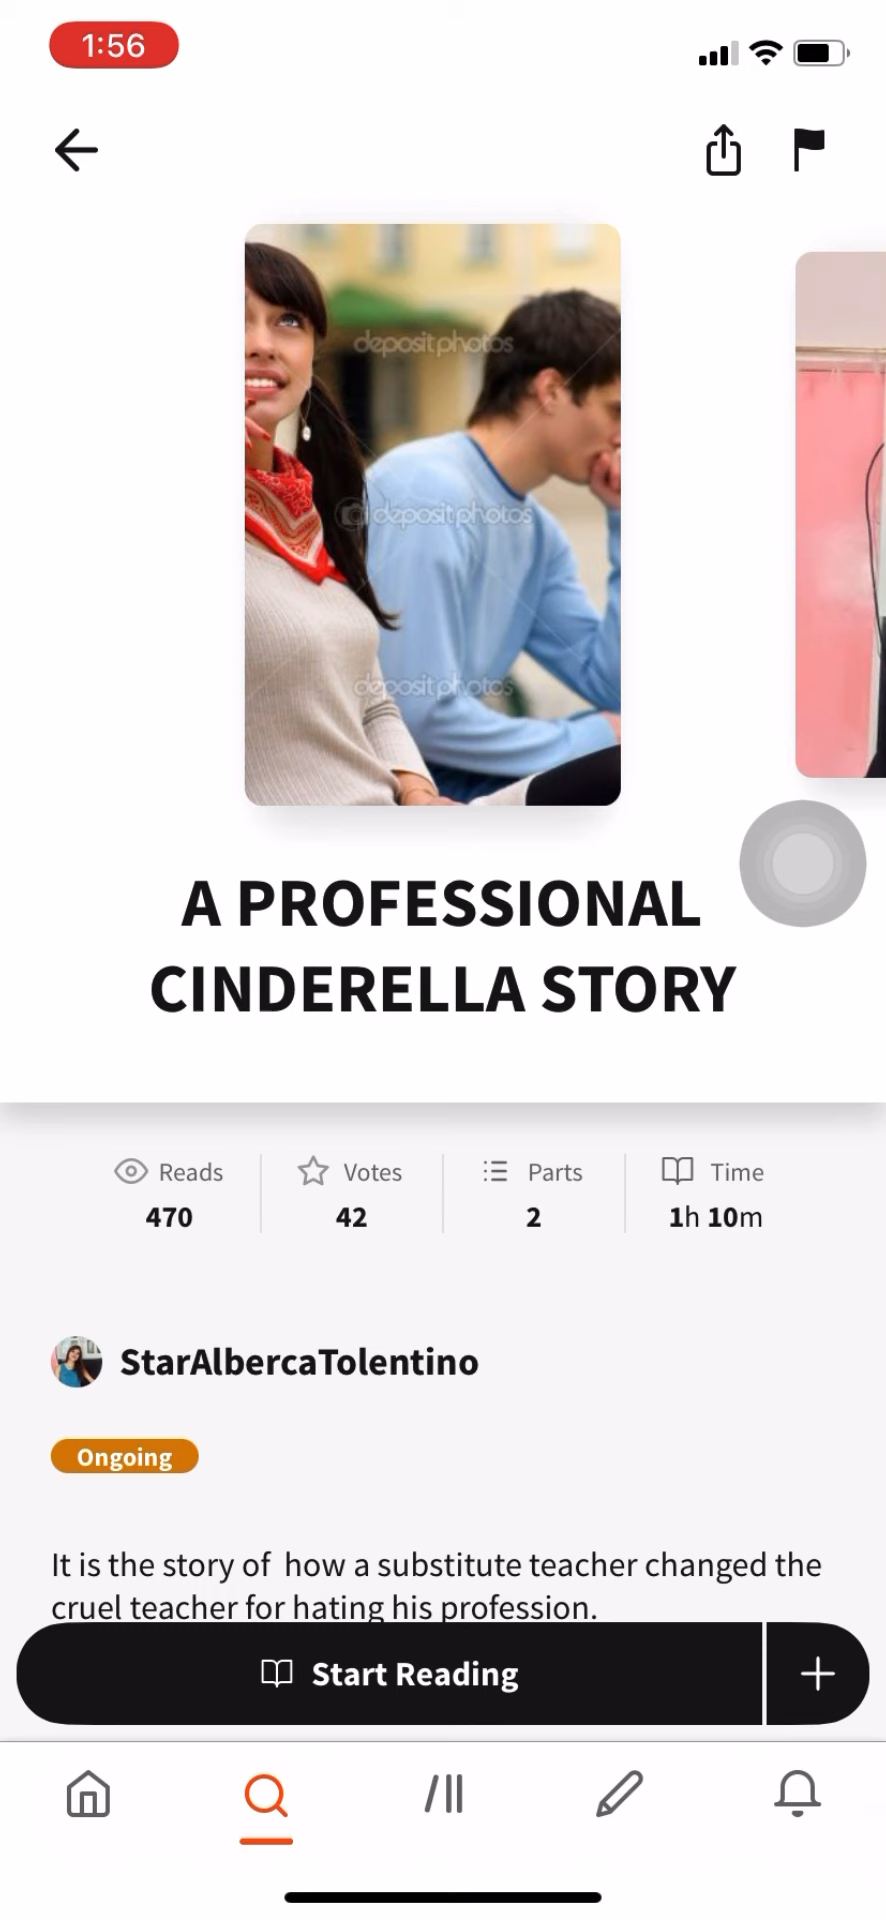 1:56
depositphotos
depositphotos
depositphotos
A PROFESSIONAL
CINDERELLA STORY
Reads
Votes
Parts
Time
470
42
2
1h 10m
StarAlbercaTolentino
Ongoing
It is the story of  how a substitute teacher changed the
cruel teacher for hating his profession.
Start Reading